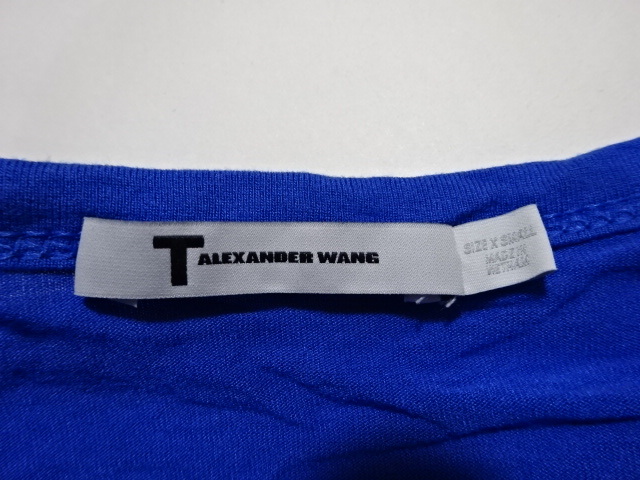 T ALEXANDER WANG
SIZE X SMALL
MADE IN
VIETNAM